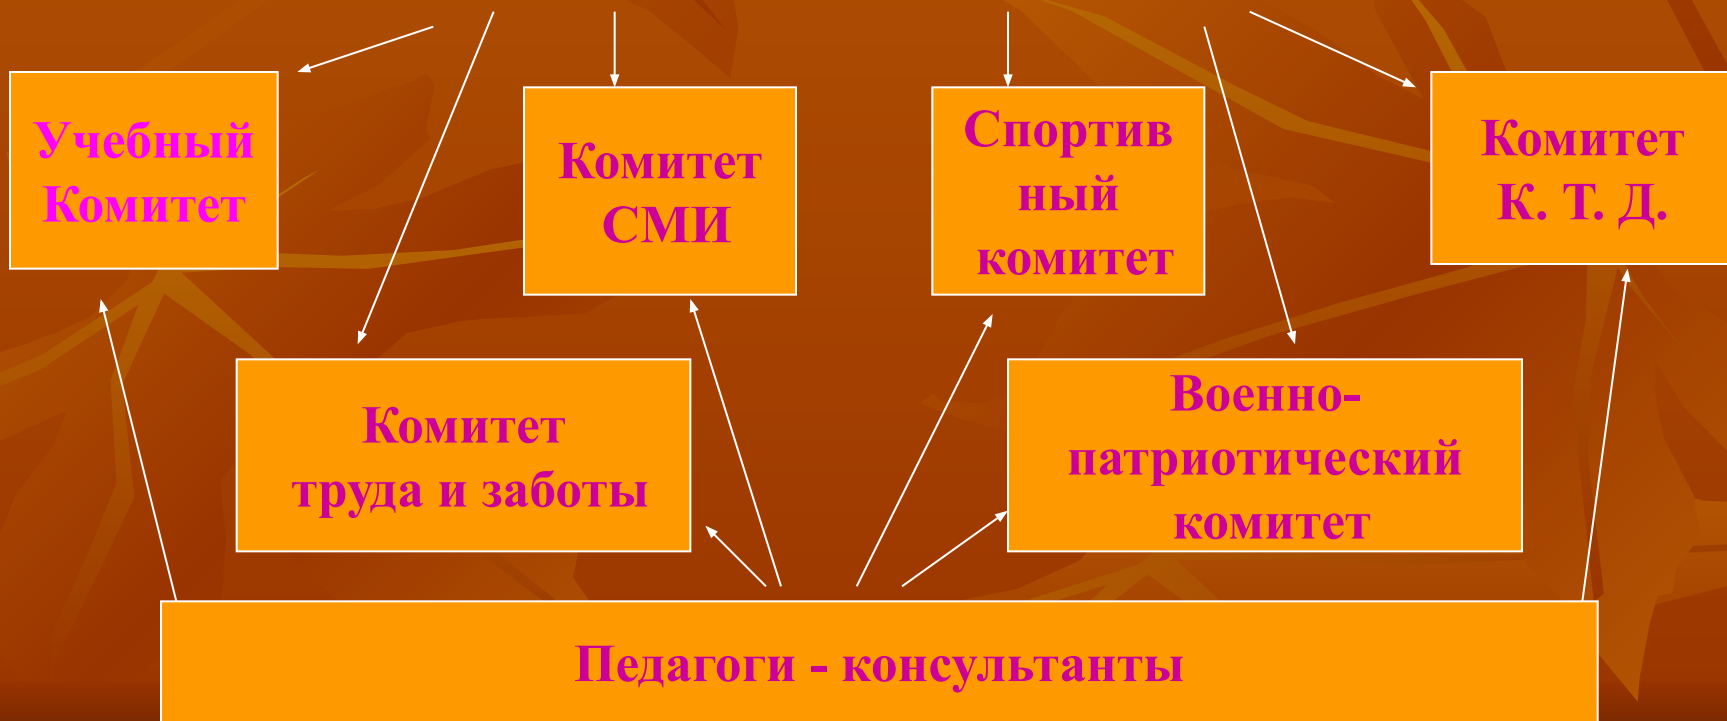 Учебный
Комитет
Комитет
СМИ
Спортив
ный
комитет
Комитет
К. Т. Д.
Комитет
труда и заботы
Военно-
патриотический
комитет
Педагоги - консультанты